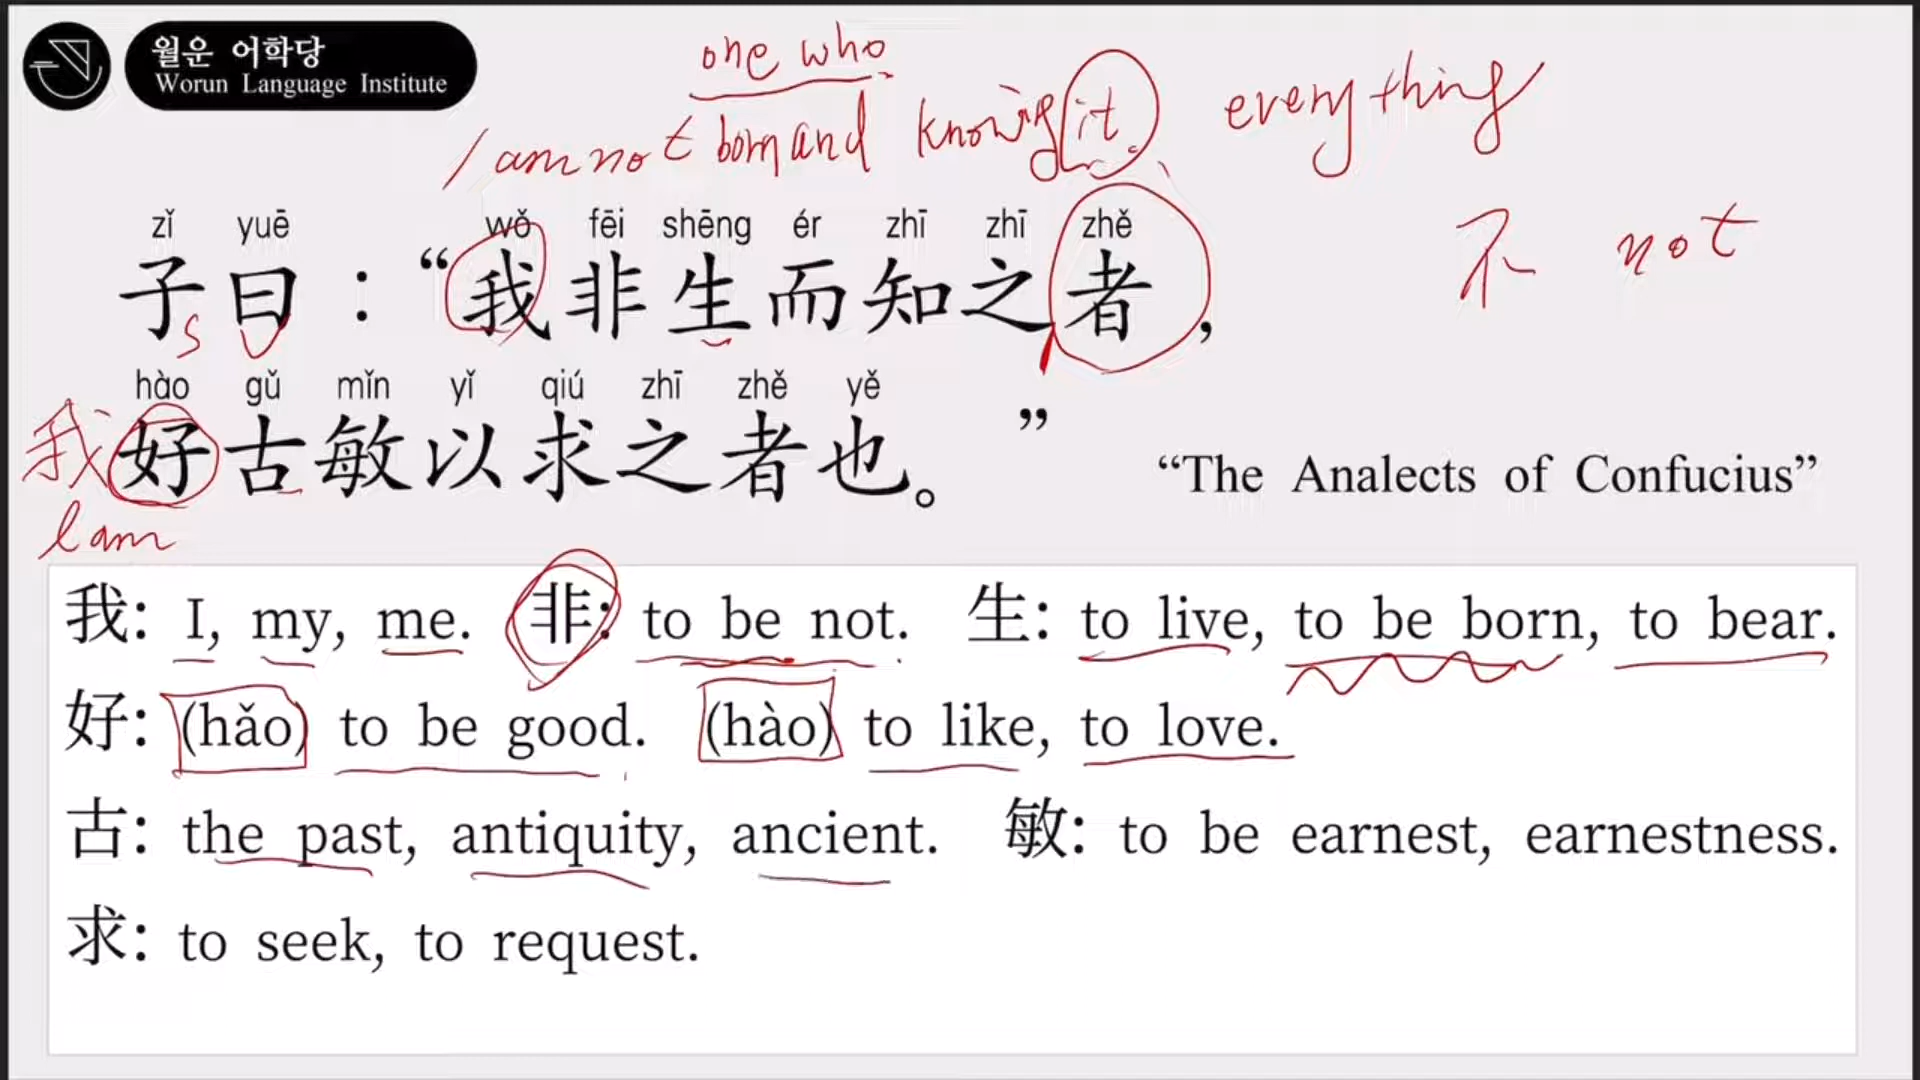 월운 어학당
Worun Language Institute
one who
I am not born and knowing it. everything
zǐ yuē wǒ fēi shēng ér zhī zhī zhě
子曰："我非生而知之者,
S V
不 not
hào gǔ mǐn yǐ qiú zhī zhě yě
我 好古敏以求之者也。"
I am
“The Analects of Confucius”
我: I, my, me. 非: to be not. 生: to live, to be born, to bear.
好: (hǎo) to be good. (hào) to like, to love.
古: the past, antiquity, ancient. 敏: to be earnest, earnestness.
求: to seek, to request.